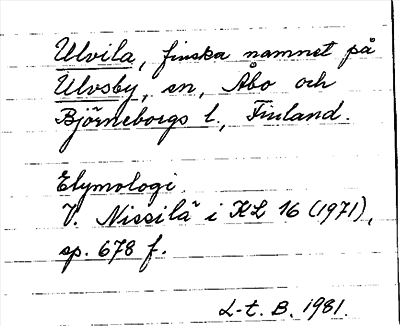 Ulvila, finska namnet på
Ulvsby, sn, Åbo och
Björneborgs l., Finland.
Etymologi.
V. Nissilä i KL 16 (1971),
sp. 678 f.
L-t. B. 1981.